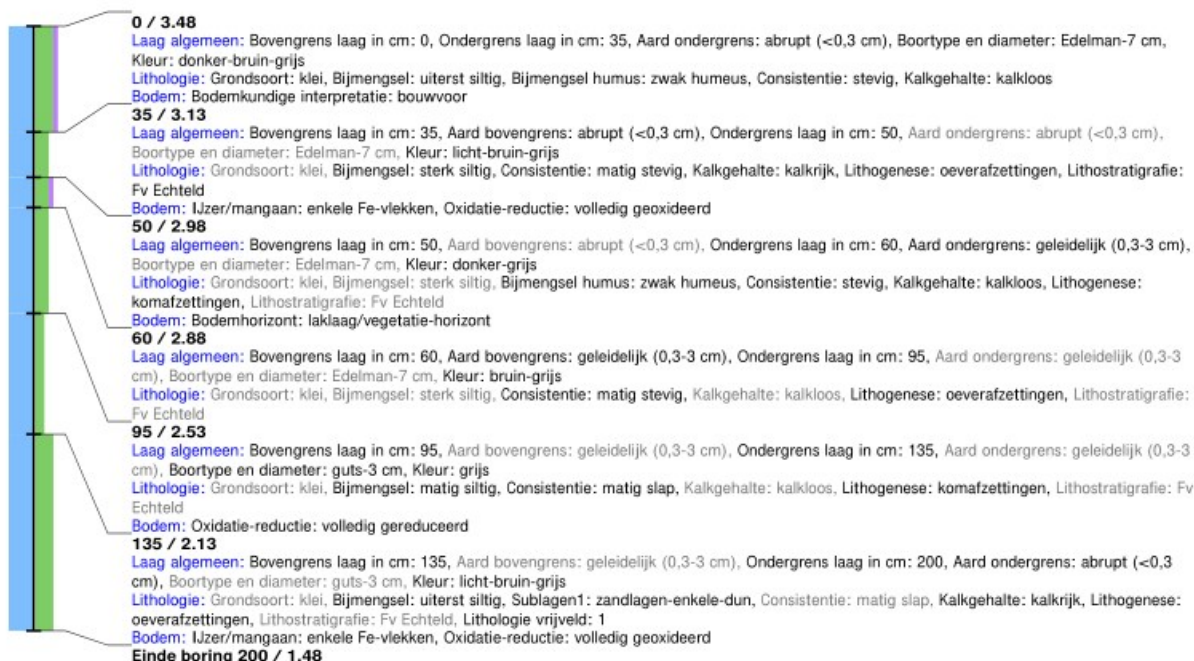 0 / 3.48
Laag algemeen: Bovengrens laag in cm: 0, Ondergrens laag in cm: 35, Aard ondergrens: abrupt (<0,3 cm), Boortype en diameter: Edelman-7 cm,
Kleur: donker-bruin-grijs
Lithologie: Grondsoort: klei, Bijmengsel: uiterst siltig, Bijmengsel humus: zwak humeus, Consistentie: stevig, Kalkgehalte: kalkloos
Bodem: Bodemkundige interpretatie: bouwvoor
35 / 3.13
Laag algemeen: Bovengrens laag in cm: 35, Aard bovengrens: abrupt (<0,3 cm), Ondergrens laag in cm: 50, Aard ondergrens: abrupt (<0,3 cm),
Boortype en diameter: Edelman-7 cm, Kleur: licht-bruin-grijs
Lithologie: Grondsoort: klei, Bijmengsel: sterk siltig, Consistentie: matig stevig, Kalkgehalte: kalkrijk, Lithogenese: oeverafzettingen, Lithostratigrafie:
Fv Echteld
Bodem: IJzer/mangaan: enkele Fe-vlekken, Oxidatie-reductie: volledig geoxideerd
50 / 2.98
Laag algemeen: Bovengrens laag in cm: 50, Aard bovengrens: abrupt (<0,3 cm), Ondergrens laag in cm: 60, Aard ondergrens: geleidelijk (0,3-3 cm),
Boortype en diameter: Edelman-7 cm, Kleur: donker-grijs
Lithologie: Grondsoort: klei, Bijmengsel: sterk siltig, Bijmengsel humus: zwak humeus, Consistentie: stevig, Kalkgehalte: kalkloos, Lithogenese:
komafzettingen, Lithostratigrafie: Fv Echteld
Bodem: Bodemhorizont: laklaag/vegetatie-horizont
60 / 2.88
Laag algemeen: Bovengrens laag in cm: 60, Aard bovengrens: geleidelijk (0,3-3 cm), Ondergrens laag in cm: 95, Aard ondergrens: geleidelijk (0,3-3
cm), Boortype en diameter: Edelman-7 cm, Kleur: bruin-grijs
Lithologie: Grondsoort: klei, Bijmengsel: sterk siltig, Consistentie: matig stevig, Kalkgehalte: kalkloos, Lithogenese: oeverafzettingen, Lithostratigrafie:
Fv Echteld
95 / 2.53
Laag algemeen: Bovengrens laag in cm: 95, Aard bovengrens: geleidelijk (0,3-3 cm), Ondergrens laag in cm: 135, Aard ondergrens: geleidelijk (0,3-3
cm), Boortype en diameter: guts-3 cm, Kleur: grijs
Lithologie: Grondsoort: klei, Bijmengsel: matig siltig, Consistentie: matig slap, Kalkgehalte: kalkloos, Lithogenese: komafzettingen, Lithostratigrafie: Fv
Echteld
Bodem: Oxidatie-reductie: volledig gereduceerd
135 / 2.13
Laag algemeen: Bovengrens laag in cm: 135, Aard bovengrens: geleidelijk (0,3-3 cm), Ondergrens laag in cm: 200, Aard ondergrens: abrupt (<0,3
cm), Boortype en diameter: guts-3 cm, Kleur: licht-bruin-grijs
Lithologie: Grondsoort: klei, Bijmengsel: uiterst siltig, Sublagen1: zandlagen-enkele-dun, Consistentie: matig slap, Kalkgehalte: kalkrijk, Lithogenese:
oeverafzettingen, Lithostratigrafie: Fv Echteld, Lithologie vrijveld: 1
Bodem: IJzer/mangaan: enkele Fe-vlekken, Oxidatie-reductie: volledig geoxideerd
Einde boring 200 / 1.48